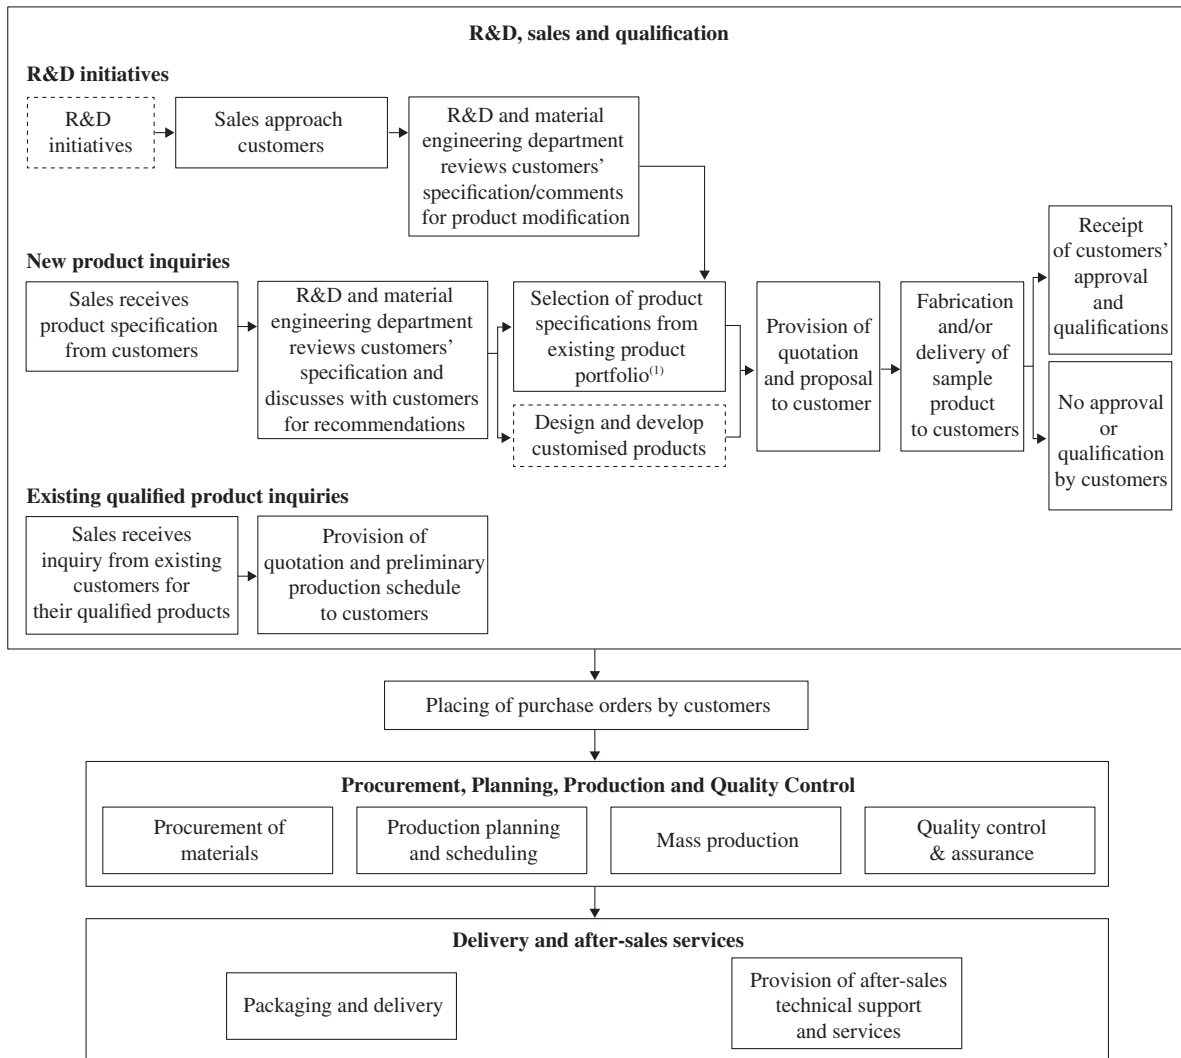 R&D, sales and qualification
R&D initiatives
R&D
initiatives
Sales approach
customers
R&D and material
engineering department
reviews customers’
specification/comments
for product modification
New product inquiries
Sales receives
product specification
from customers
R&D and material
engineering department
reviews customers’
specification and
discusses with customers
for recommendations
Selection of product
specifications from
existing product
portfolio(1)
Design and develop
customised products
Provision of
quotation
and proposal
to customer
Fabrication
and/or
delivery of
sample
product
to customers
Receipt
of customers’
approval
and
qualifications
No approval
or
qualification
by customers
Existing qualified product inquiries
Sales receives
inquiry from existing
customers for
their qualified products
Provision of
quotation and preliminary
production schedule
to customers
Placing of purchase orders by customers
Procurement, Planning, Production and Quality Control
Procurement of
materials
Production planning
and scheduling
Mass production
Quality control
& assurance
Delivery and after-sales services
Packaging and delivery
Provision of after-sales
technical support
and services